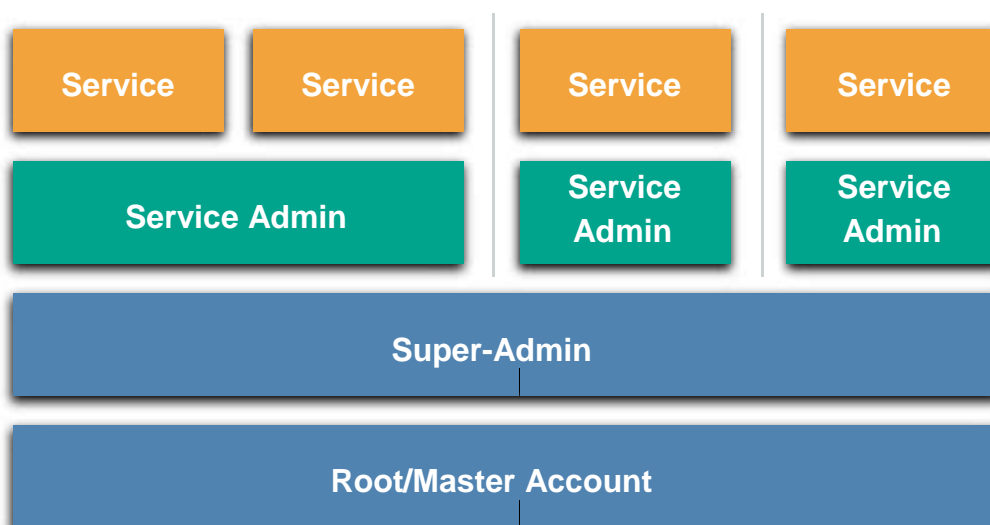 Service
Service
Service
Service
Service Admin
Service
Admin
Service
Admin
Super-Admin
Root/Master Account